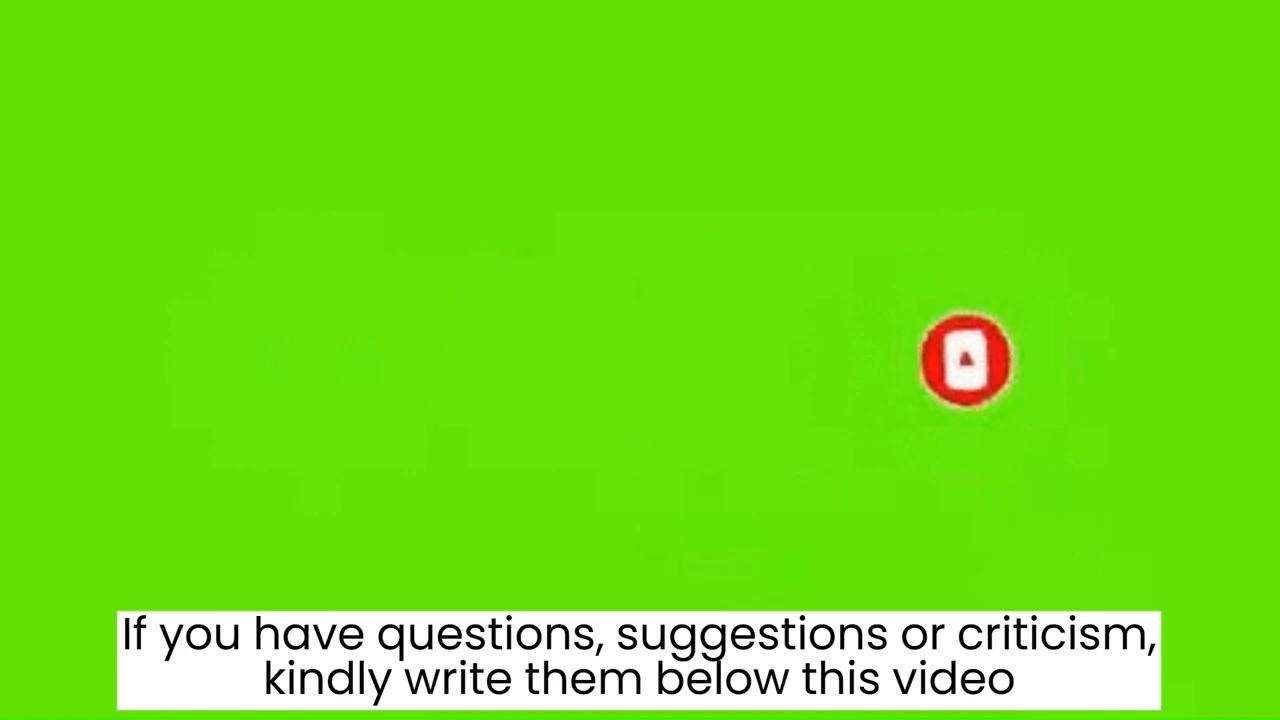 If you have questions, suggestions or criticism,
kindly write them below this video